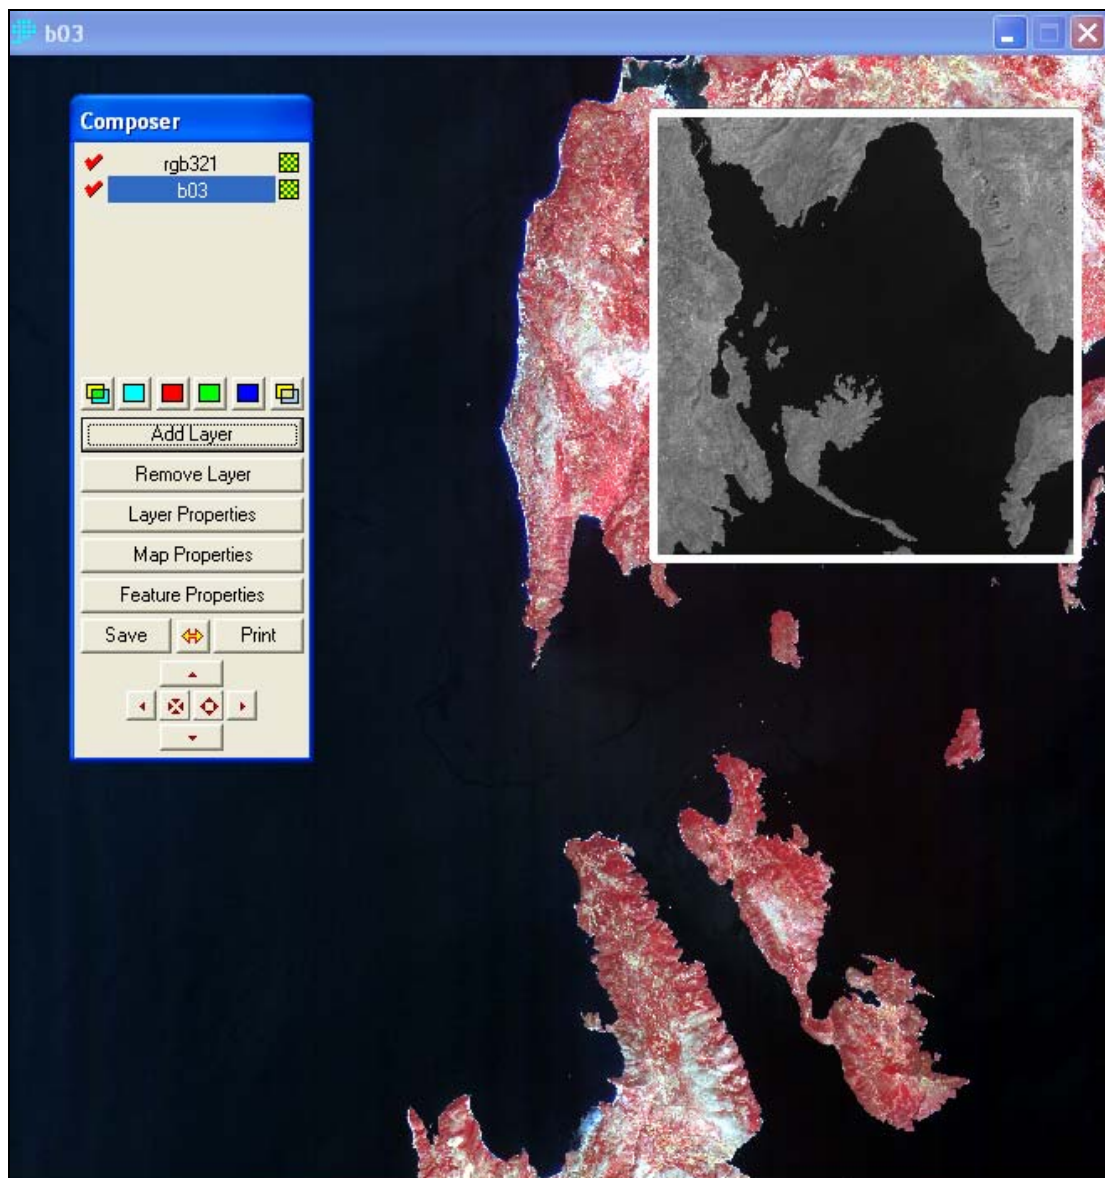 b03
Composer
rgb321
b03
Add Layer
Remove Layer
Layer Properties
Map Properties
Feature Properties
Save Print